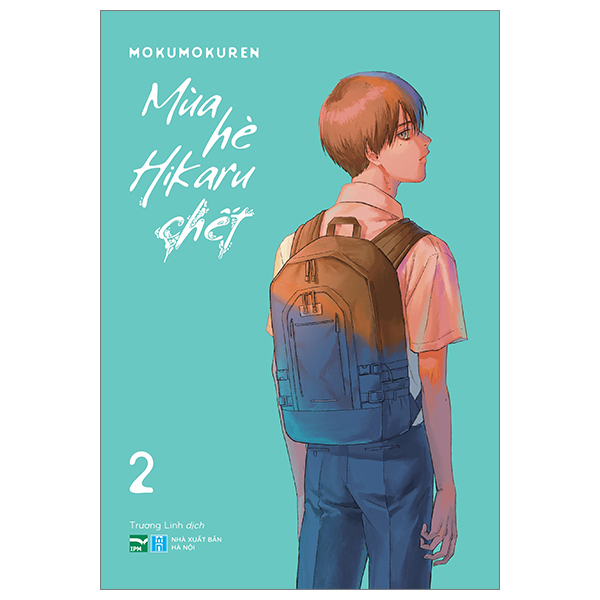 MOKUMOKUREN
Mùa
hè
Hikaru
chết
2
Trương Linh dịch
IPM
NHÀ XUẤT BẢN
HÀ NỘI